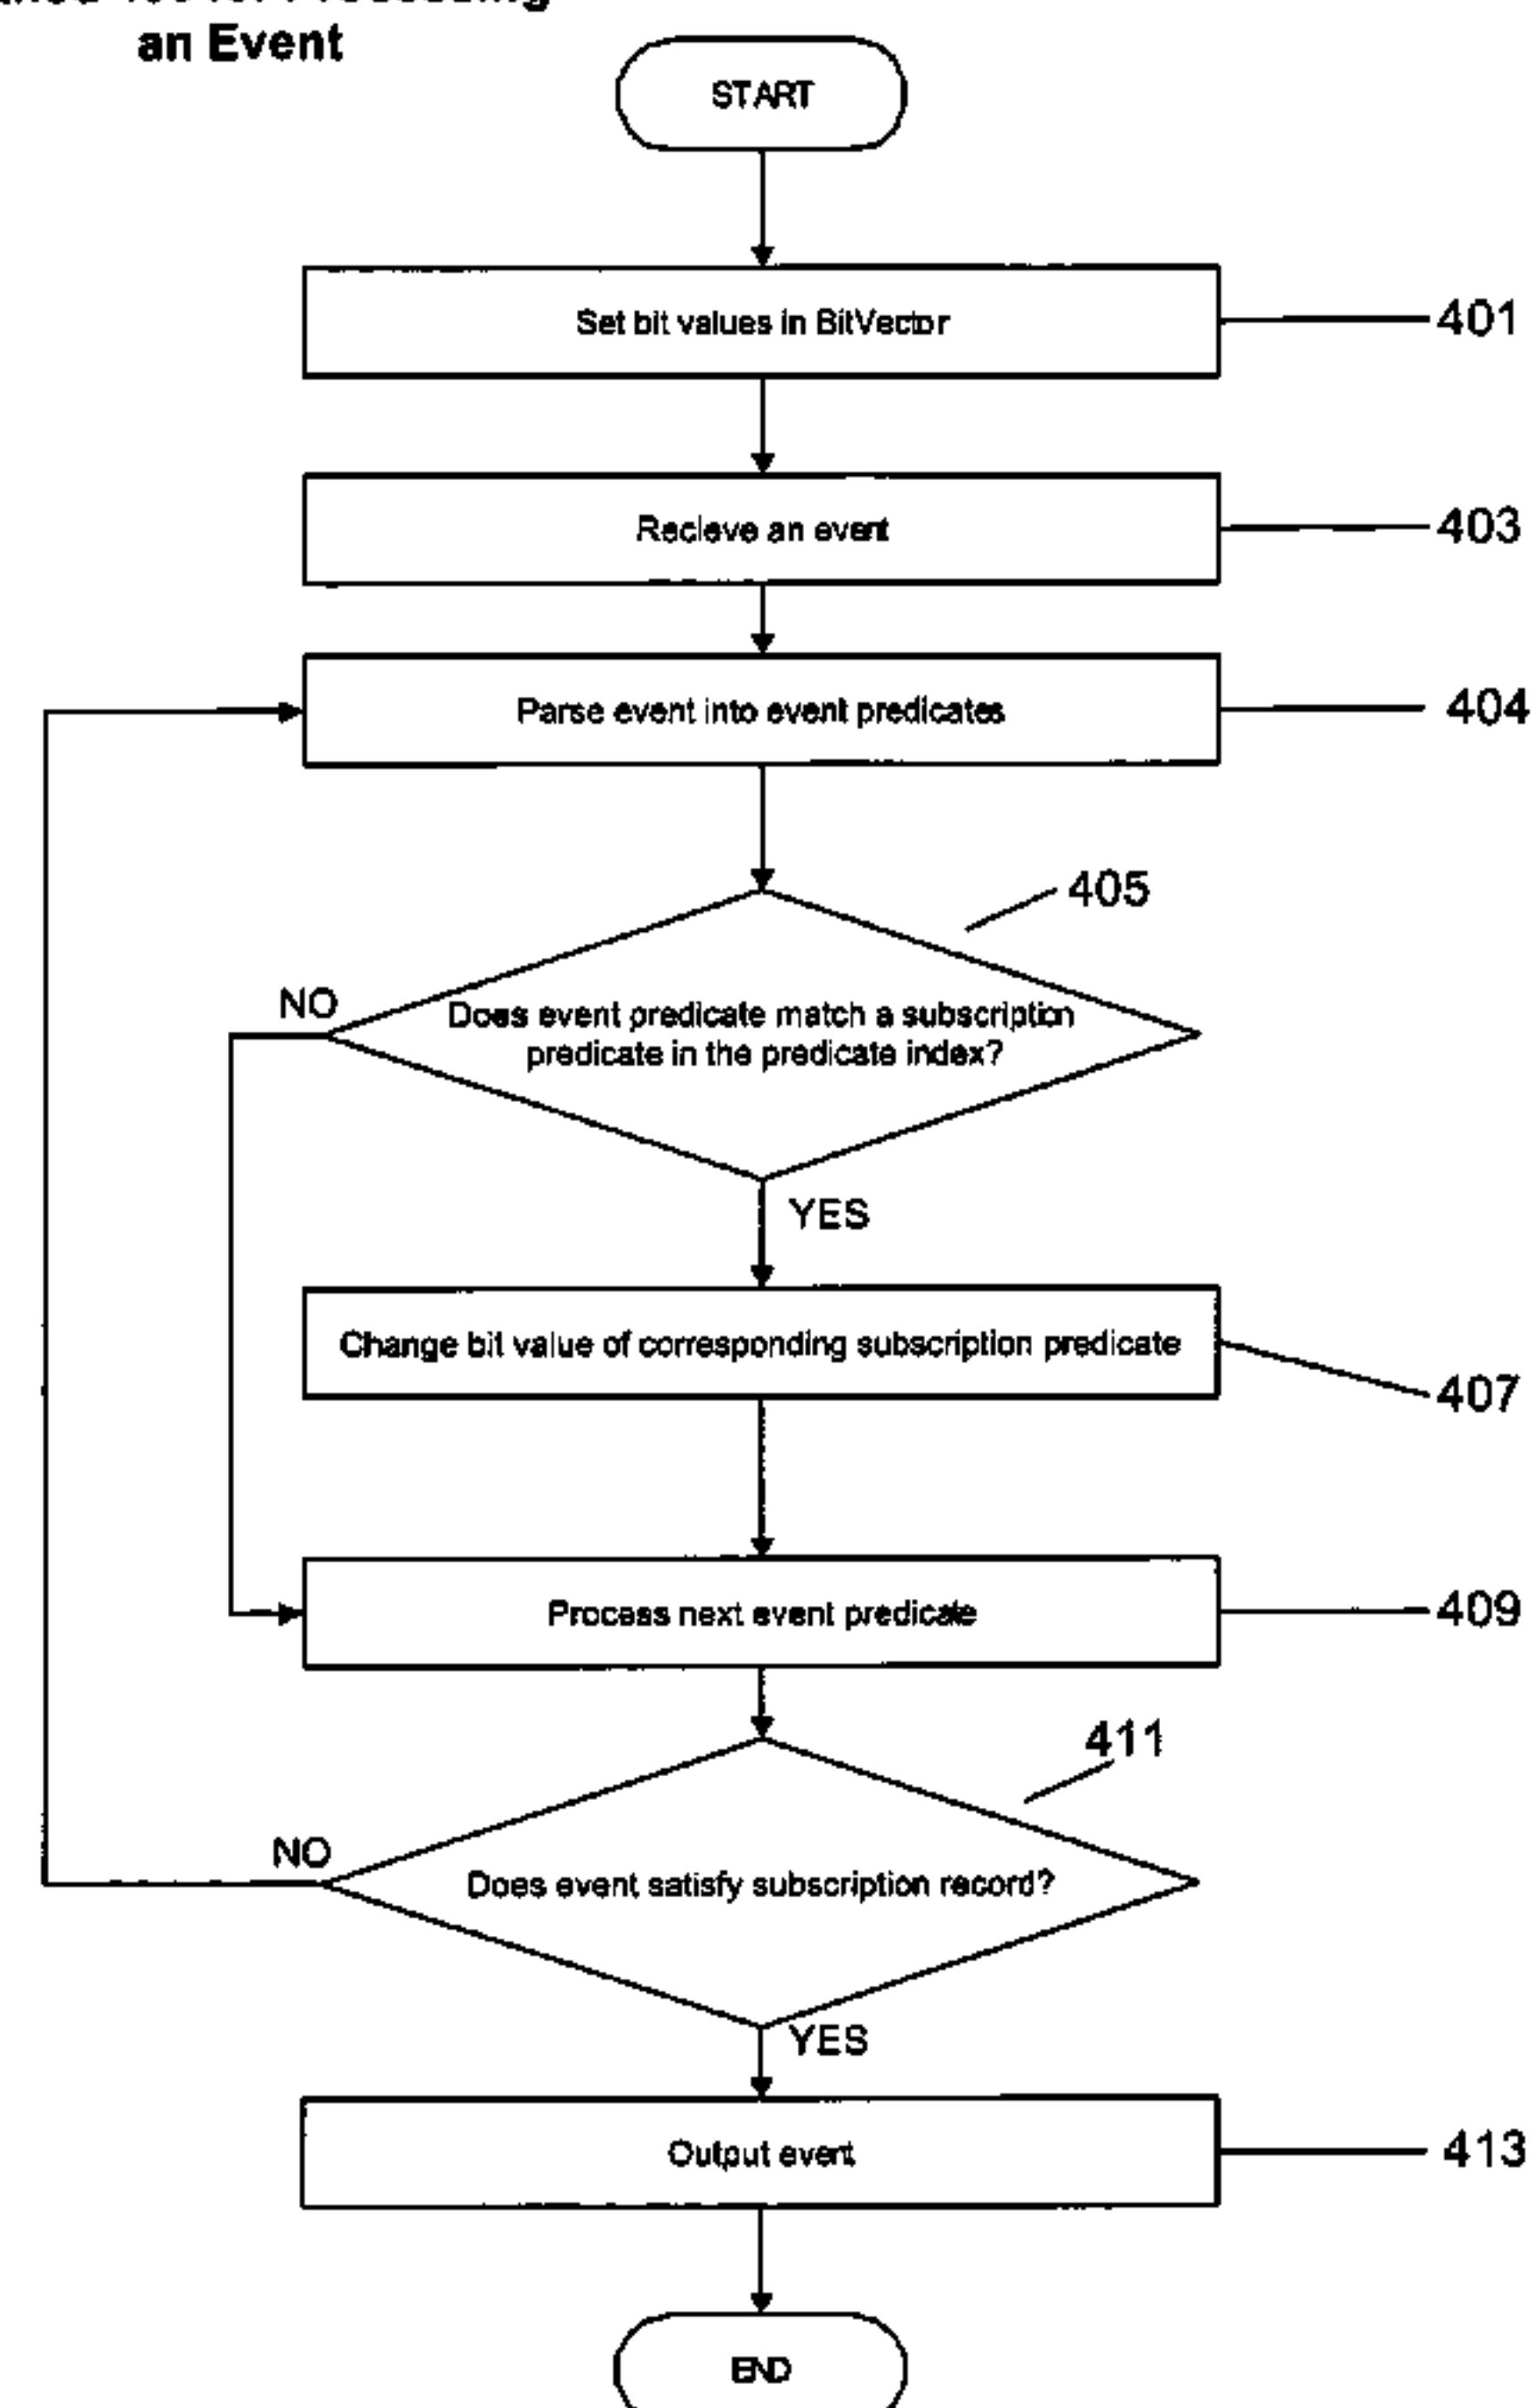 an Event
START
Set bit values in BitVector
401
Recieve an event
403
Parse event into event predicates
404
405
NO
Does event predicate match a subscription
predicate in the predicate index?
YES
Change bit value of corresponding subscription predicate
407
Process next event predicate
409
411
NO
Does event satisfy subscription record?
YES
Output event
413
END